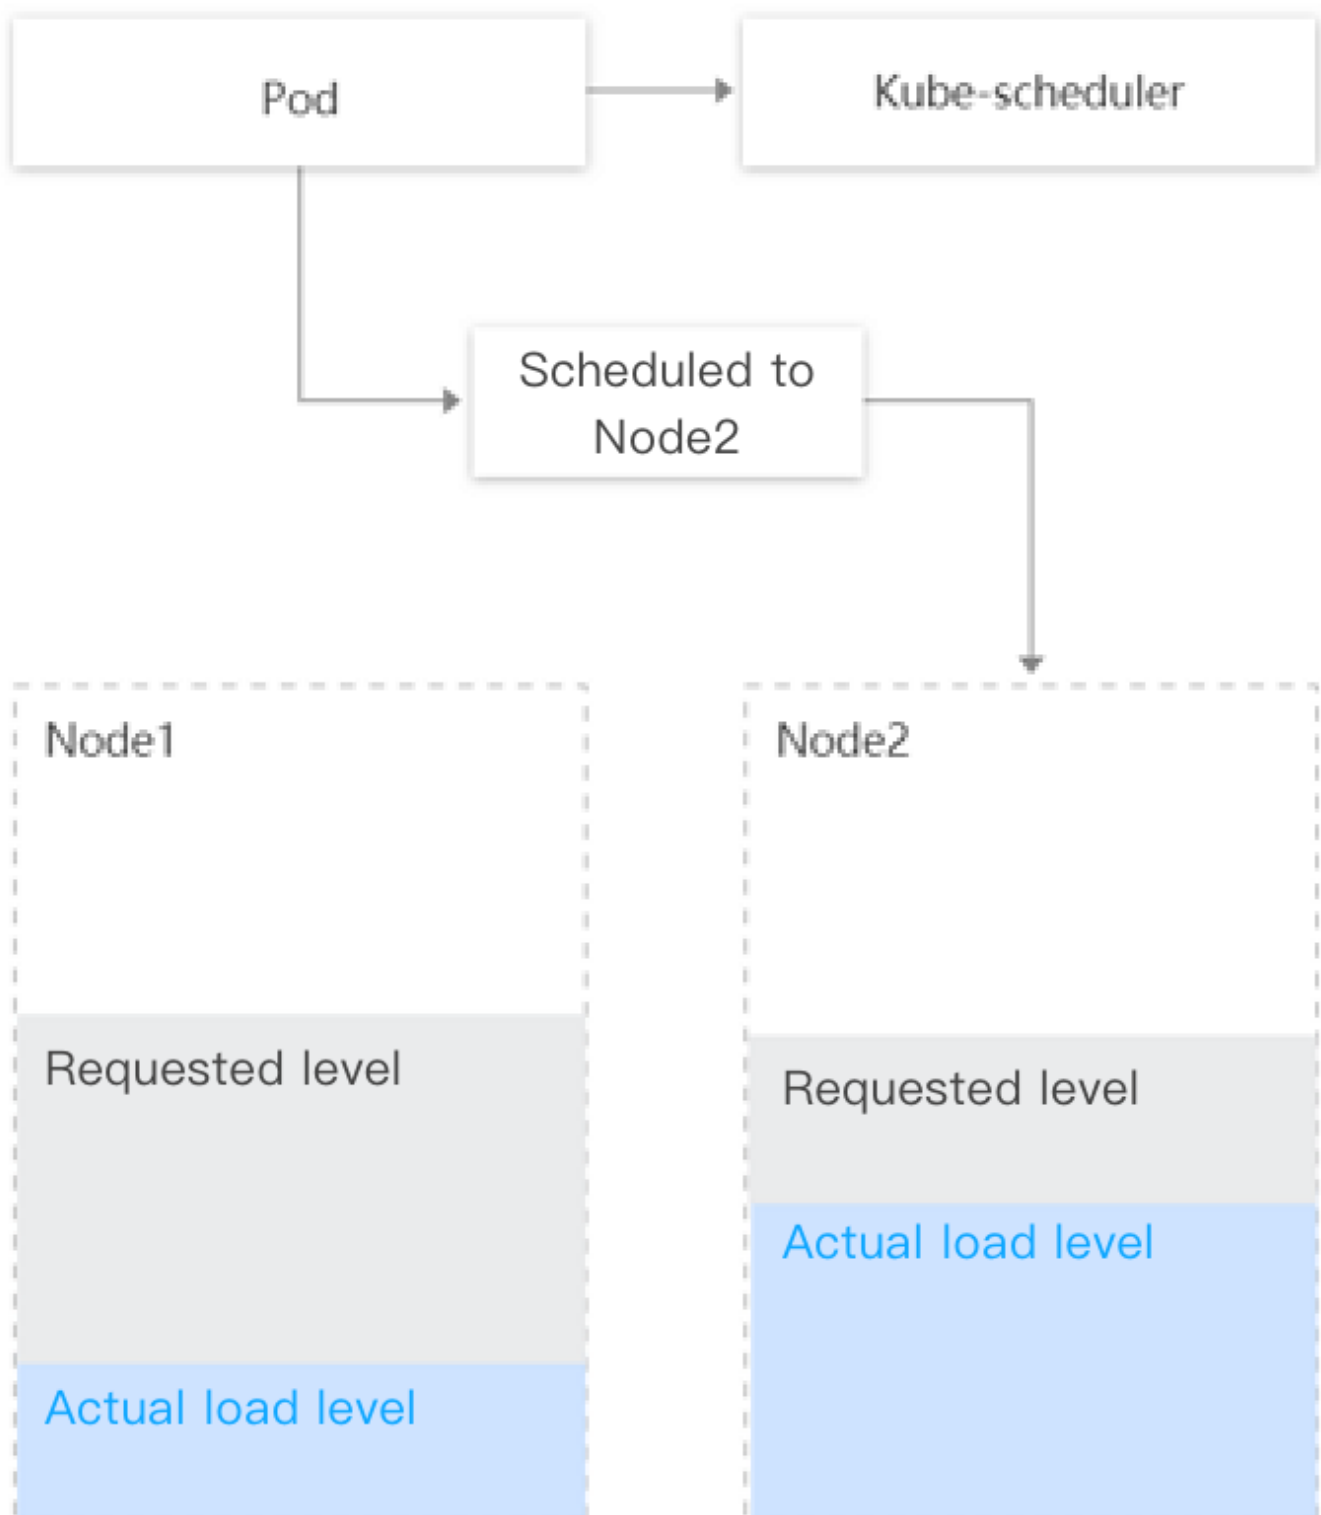 Pod
Kube-scheduler
Scheduled to
Node2
Node1
Node2
Requested level
Requested level
Actual load level
Actual load level